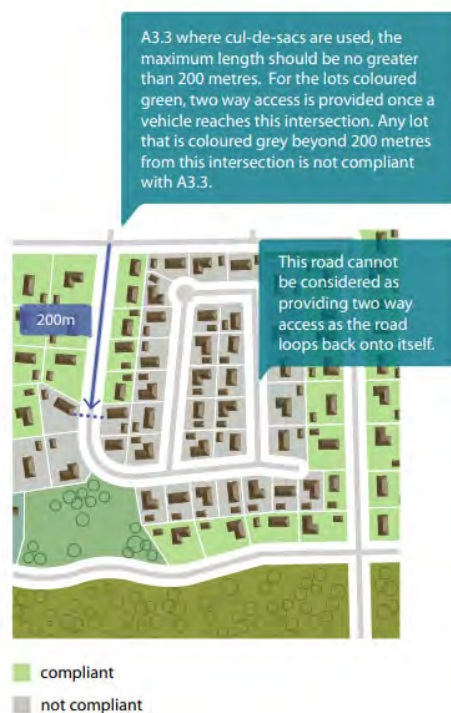 A3.3 where cul-de-sacs are used, the
maximum length should be no greater
than 200 metres. For the lots coloured
green, two way access is provided once a
vehicle reaches this intersection. Any lot
that is coloured grey beyond 200 metres
from this intersection is not compliant
with A3.3.
This road cannot
be considered as
providing two way
access as the road
loops back onto itself.
200m
compliant
not compliant